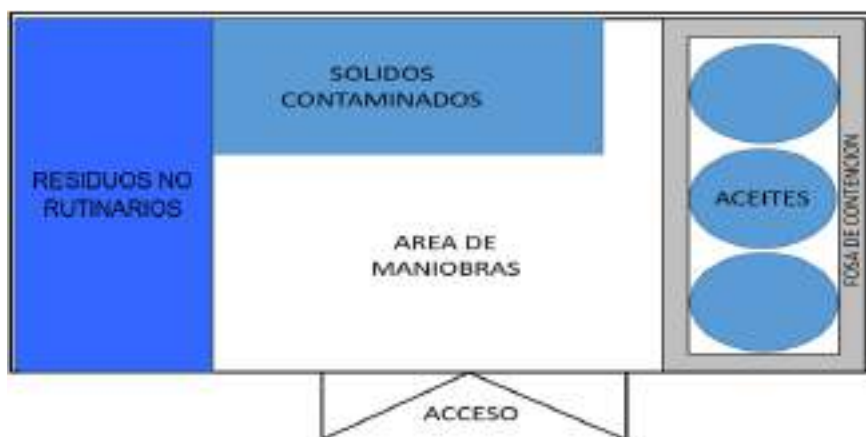 SOLIDOS
CONTAMINADOS
RESIDUOS NO
RUTINARIOS
AREA DE
MANIOBRAS
ACEITES
FOSA DE CONTENCION
ACCESO